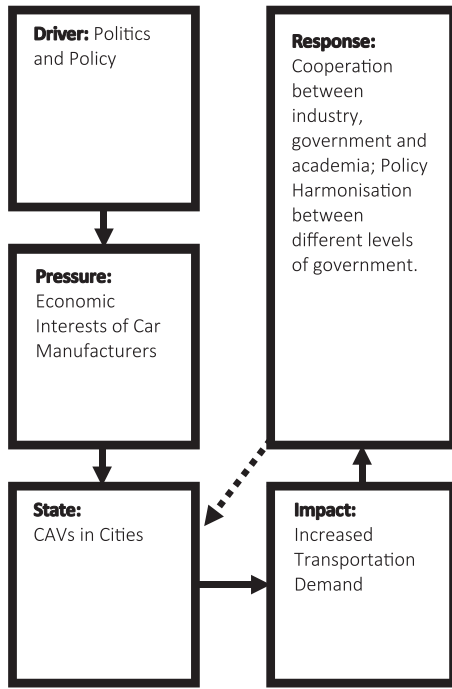 Driver: Politics
and Policy
Pressure:
Economic
Interests of Car
Manufacturers
State:
CAVs in Cities
Impact:
Increased
Transportation
Demand
Response:
Cooperation
between
industry,
government and
academia; Policy
Harmonisation
between
different levels
of government.